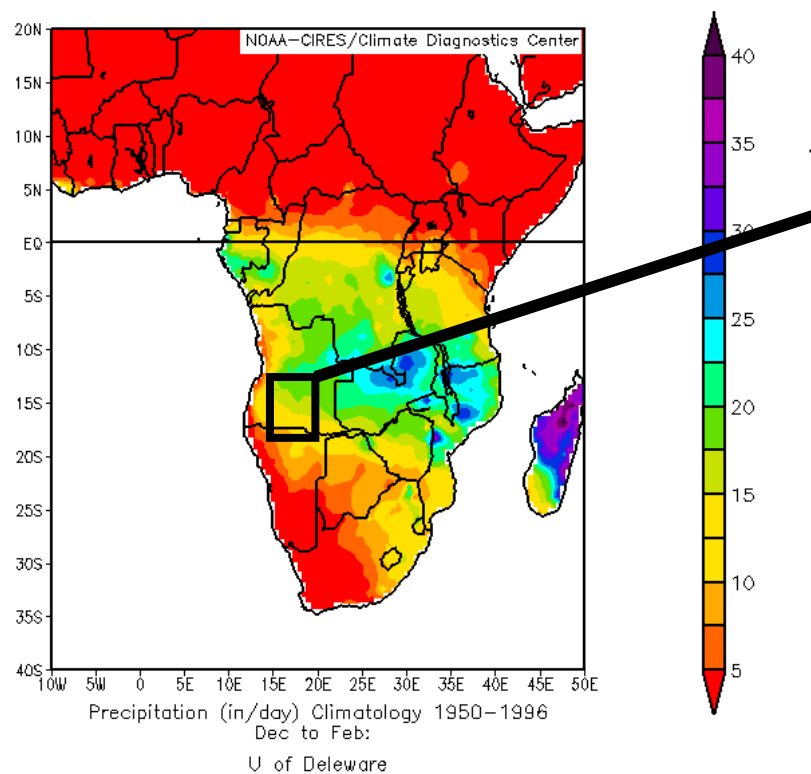 NOAA-CIRES/Climate Diagnostics Center
20N
15N
10N
5N
EQ
5S
10S
15S
20S
25S
30S
35S
40S
10W 5W 0 5E 10E 15E 20E 25E 30E 35E 40E 45E 50E
40
35
30
25
20
15
10
5
Precipitation (in/day) Climatology 1950-1996
Dec to Feb:
U of Deleware